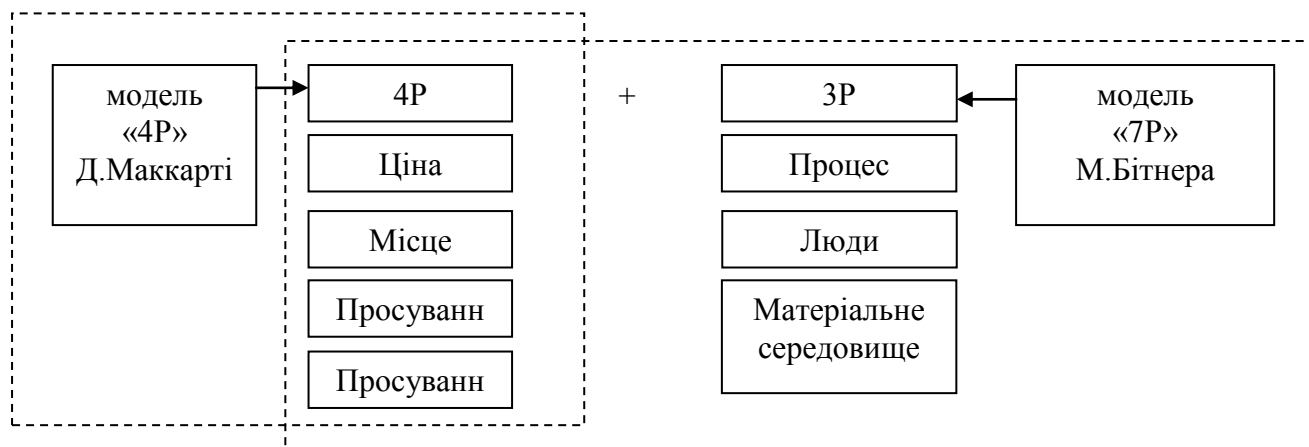 модель
«4Р»
Д.Маккарті
4Р
Ціна
Місце
Просуванн
Просуванн
+
3Р
Процес
Люди
Матеріальне
середовище
модель
«7Р»
М.Бітнера